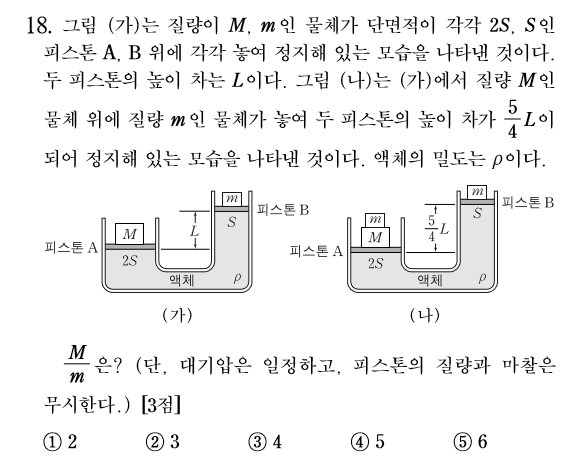 18. 그림 (가)는 질량이 M, m인 물체가 단면적이 각각 2S, S인
피스톤 A, B 위에 각각 놓여 정지해 있는 모습을 나타낸 것이다.
두 피스톤의 높이 차는 L이다. 그림 (나)는 (가)에서 질량 M인
물체 위에 질량 m인 물체가 놓여 두 피스톤의 높이 차가 5/4 L이
되어 정지해 있는 모습을 나타낸 것이다. 액체의 밀도는 ρ이다.
m
피스톤 B
S
L
M
피스톤 A
2S
액체
ρ
(가)
m
피스톤 B
S
5/4 L
m
M
피스톤 A
2S
액체
ρ
(나)
M/m은? (단, 대기압은 일정하고, 피스톤의 질량과 마찰은
무시한다.) [3점]
① 2 ② 3 ③ 4 ④ 5 ⑤ 6